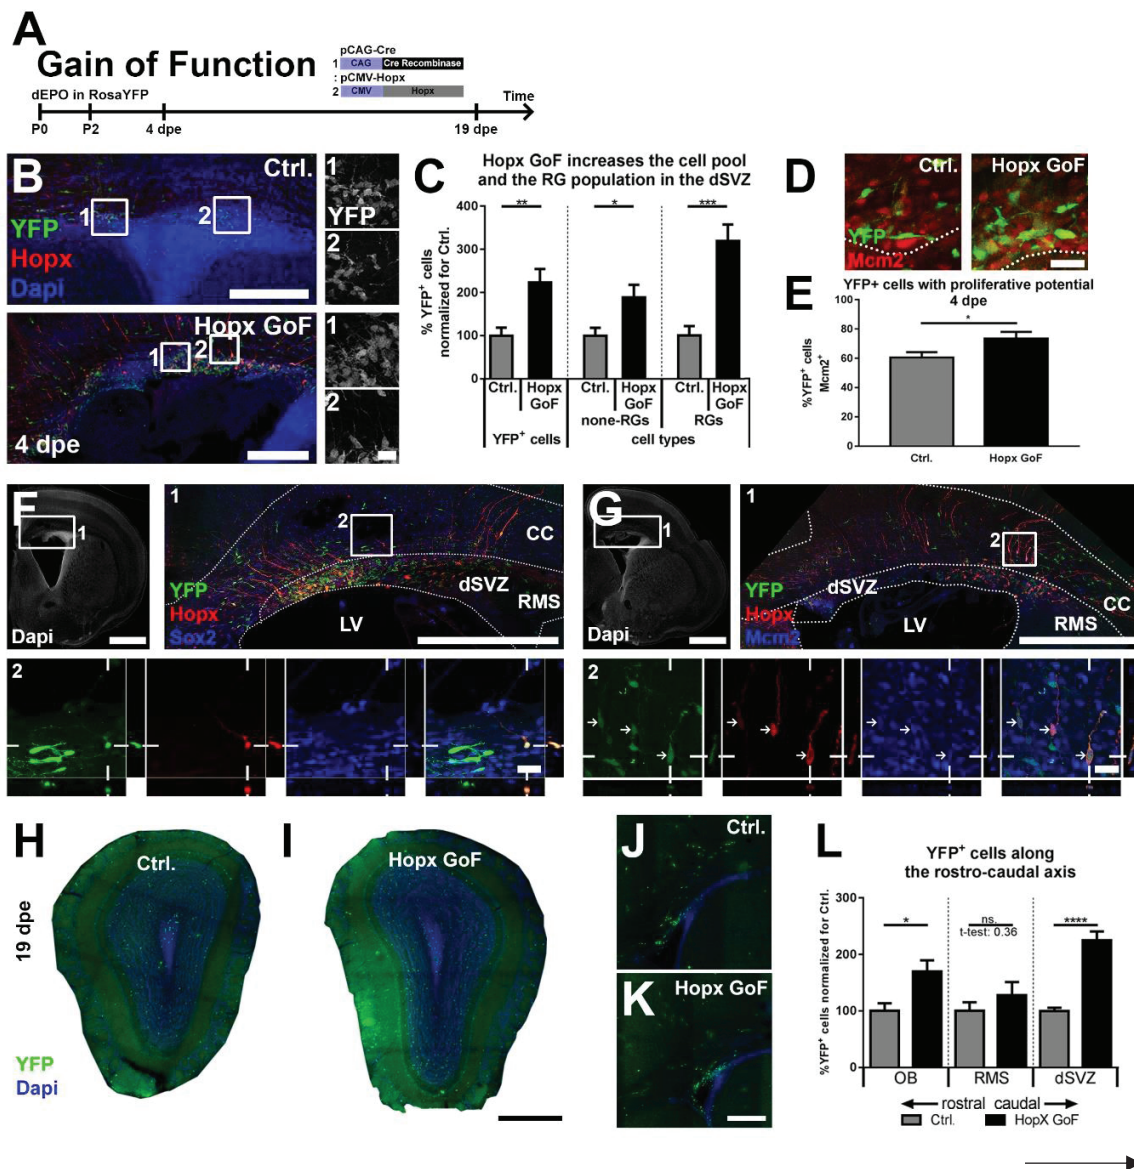 A
Gain of Function
pCAG-Cre
1 CAG Cre Recombinase
: pCMV-Hopx
2 CMV Hopx
dEPO in RosaYFP
Time
P0 P2 4 dpe 19 dpe
B
Ctrl.
1 2
YFP
Hopx
Dapi
1
YFP
2
Hopx GoF
1 2
4 dpe
1
2
C
Hopx GoF increases the cell pool
and the RG population in the dSVZ
% YFP+ cells
normalized for Ctrl.
400
300
200
100
0
** * ***
Ctrl. Hopx GoF Ctrl. Hopx GoF Ctrl. Hopx GoF
none-RGs RGs
YFP+ cells cell types
D
Ctrl.
YFP
Mcm2
Hopx GoF
E
YFP+ cells with proliferative potential
4 dpe
%YFP+ cells
Mcm2+
100
80
60
40
20
0
*
Ctrl. Hopx GoF
F
1
Dapi
1
2
CC
YFP
Hopx
Sox2
dSVZ
RMS
LV
2
G
1
Dapi
1
2
YFP
Hopx
Mcm2
dSVZ
CC
LV
RMS
2
19 dpe
H
Ctrl.
YFP
Dapi
I
Hopx GoF
J
Ctrl.
K
Hopx GoF
L
YFP+ cells along
the rostro-caudal axis
%YFP+ cells normalized for Ctrl.
300
200
100
0
* ns. ****
t-test: 0.36
OB RMS dSVZ
rostral caudal
Ctrl. HopX GoF